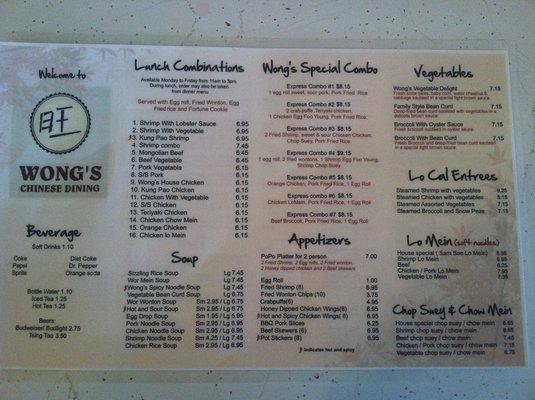 Welcome to
旺
WONG'S
CHINESE DINING
Beverage
Soft Drinks 1.10
Coke Diet Coke
Pepsi Dr. Pepper
Sprite Orange soda
Bottle Water 1.10
Iced Tea 1.25
Hot Tea 1.25
Beers:
Budweiser/ Budlight 2.75
Tsing Tao 3.50
Lunch Combinations
Available Monday to Friday from 11am to 3pm
During lunch, order may also be taken
from dinner menu
Served with Egg roll, Fried Wonton, Egg
Fried rice and Fortune Cookie
1. Shrimp With Lobster Sauce 6.95
2. Shrimp With Vegetable 6.95
3. Kung Pao Shrimp 6.95
4. Shrimp combo 7.45
5. Mongolian Beef 6.45
6. Beef Vegetable 6.45
7. Pork Vegetable 6.15
8. S/S Pork 6.15
9. Wong's House Chicken 6.15
10. Kung Pao Chicken 6.15
11. Chicken With Vegetable 6.15
12. S/S Chicken 6.15
13. Teriyaki Chicken 6.15
14. Chicken Chow Mein 6.15
15. Orange Chicken 6.15
16. Chicken lo Mein 6.15
Soup
Sizzling Rice Soup Lg 7.45
Wor Mein Soup Lg 7.45
Wong's Spicy Noodle Soup Lg 7.45
Vegetable Bean Curd Soup Lg 6.75
Wor Wonton Soup Sm 2.95 / Lg 7.45
Hot and Sour Soup Sm 2.95 / Lg 7.45
Egg Drop Soup Sm 1.95 / Lg 5.95
Pork Noodle Soup Sm 2.95 / Lg 6.95
Chicken Noodle Soup Sm 2.95 / Lg 6.95
Shrimp Noodle Soup Sm 4.25 / Lg 7.45
Chicken Rice Soup Sm 2.95 / Lg 6.95
Wong's Special Combo
Express Combo #1 $8.15
1 egg roll, sweet sour pork, Pork Fried Rice
Express Combo #2 $8.15
2 crab puffs, Teriyaki chicken,
1 Chicken Egg Foo Yung, Pork Fried Rice.
Express Combo #3 $8.15
2 Fried Shrimp, sweet & sour Chicken Chicken,
Chop Suey, Pork Fried Rice.
Express Combo #4 $9.15
1 egg roll, 2 fried wontons, 1 Shrimp Egg Foo Young,
Shrimp Chop Suey
Express Combo #5 $8.15
Orange Chicken, Pork Fried Rice, 1 Egg Roll
Express Combo #6 $8.15
Chicken LoMein, Pork Fried Rice, 1 Egg Roll
Express Combo #7 $8.15
Beef Broccoli, Pork Fried Rice, 1 Egg Roll
Appetizers
PoPo Platter for 2 person 7.00
2 Fried Shrimp, 2 Egg rolls, 2 Fried wonton,
2 Honey dipped chicken and 2 Beef skewers
Egg Roll 1.00
Fried Shrimp (8) 6.95
Fried Wonton Chips (10) 3.75
Crabpuffs(6) 4.95
Honey Dipped Chicken Wings(8) 6.95
Hot and Spicy Chicken Wings( 8) 6.95
BBQ Pork Slices 6.25
Beef Skewers (6) 5.95
Pot Stickers (8) 6.95
indicates hot and spicy
Vegetables
Wong's Vegetable Delight 7.15
Fresh snow peas, baby corn, water chestnut &
cabbage sauteed in a special light brown sauce.
Family Style Bean Curd 7.15
Deep-fried bean curd sauteed with vegetables in a
delicate brown sauce
Broccoli With Oyster Sauce 7.15
Fresh Broccoli sauteed in oyster sauce
Broccoli With Bean Curd 7.15
Fresh Broccoli and deep-fried bean curd sauteed
in a special light brown sauce.
Lo Cal Entrees
Steamed Shrimp with vegetables 9.25
Steamed Chicken with vegetables 8.15
Steamed Assorted Vegetables 7.15
Steamed Broccoli and Snow Peas 7.15
Lo Mein (soft noodles)
House special ( Sam See-Lo Mein) 8.95
Shrimp Lo Mein 8.95
Beef 8.25
Chicken / Pork Lo Mein 7.95
Vegetable Lo Mein 7.35
Chop Suey & Chow Mein
House special chop suey / chow mein 8.65
Shrimp chop suey / chow mein 8.65
Beef chop suey / chow mein 7.45
Chicken / Pork chop suey / chow mein 7.15
Vegetable chop suey / chow mein 6.75